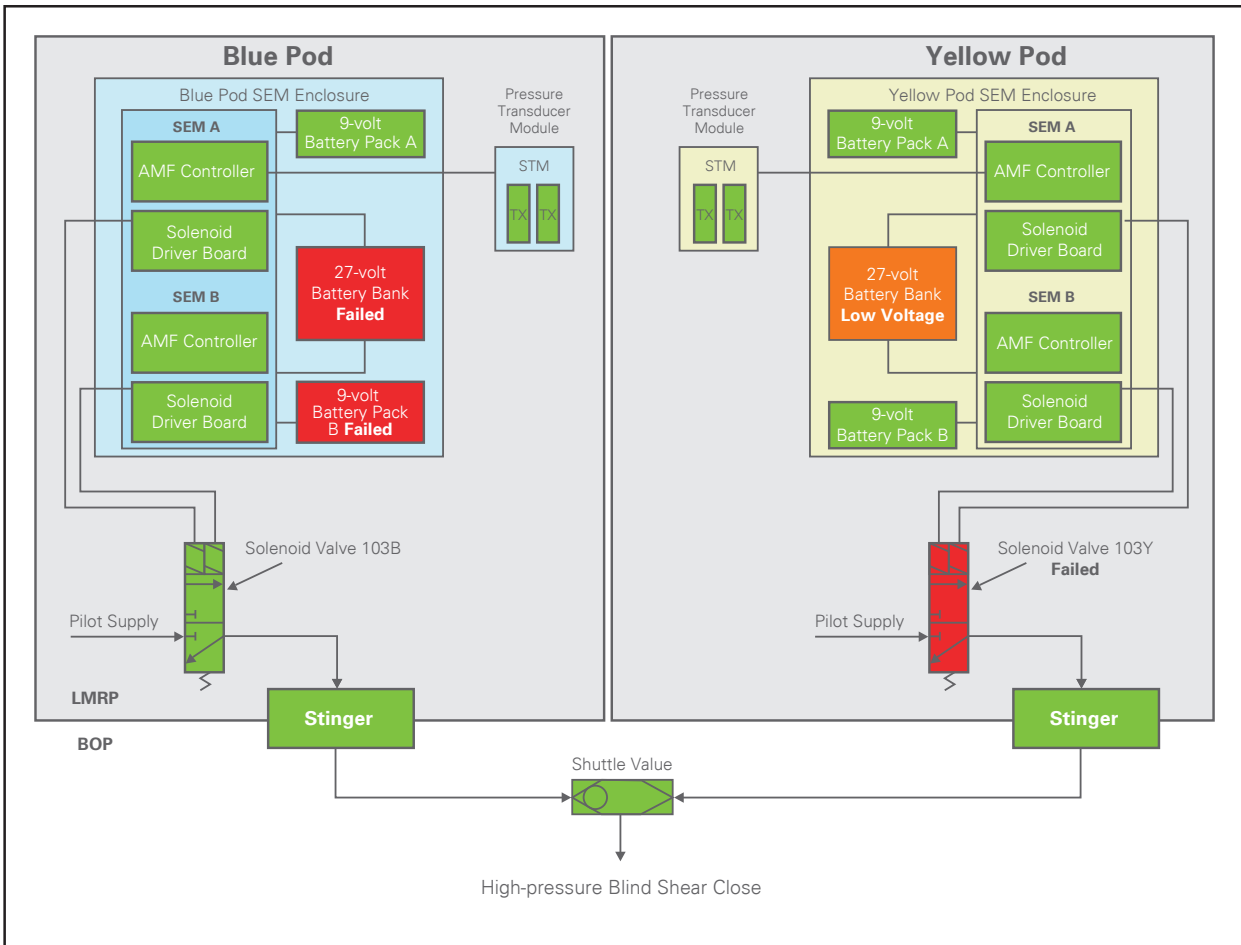 Blue Pod
Blue Pod SEM Enclosure
SEM A
AMF Controller
Solenoid
Driver Board
SEM B
AMF Controller
Solenoid
Driver Board
9-volt
Battery Pack A
27-volt
Battery Bank
Failed
9-volt
Battery Pack
B Failed
Pressure
Transducer
Module
STM
TX
TX
Solenoid Valve 103B
Pilot Supply
LMRP
BOP
Stinger
Yellow Pod
Pressure
Transducer
Module
STM
TX
TX
Yellow Pod SEM Enclosure
9-volt
Battery Pack A
27-volt
Battery Bank
Low Voltage
9-volt
Battery Pack B
SEM A
AMF Controller
Solenoid
Driver Board
SEM B
AMF Controller
Solenoid
Driver Board
Solenoid Valve 103Y
Failed
Pilot Supply
Stinger
Shuttle Value
High-pressure Blind Shear Close